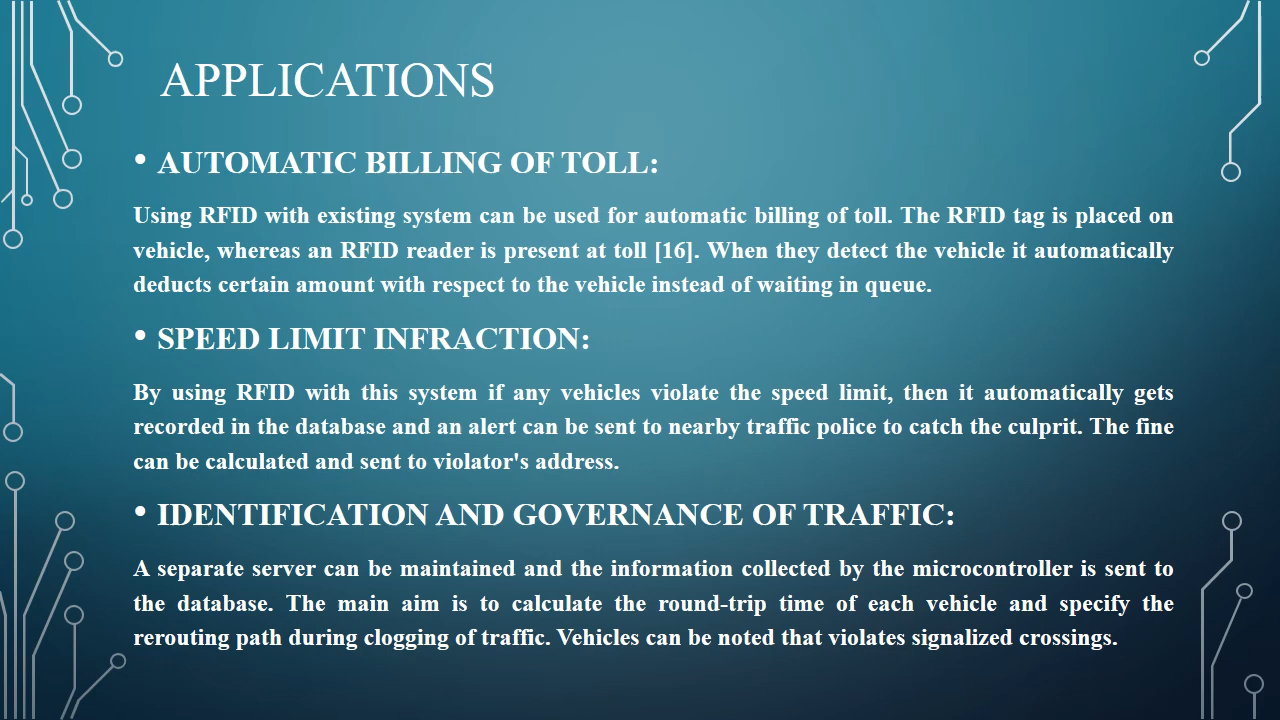 APPLICATIONS
• AUTOMATIC BILLING OF TOLL:
Using RFID with existing system can be used for automatic billing of toll. The RFID tag is placed on
vehicle, whereas an RFID reader is present at toll [16]. When they detect the vehicle it automatically
deducts certain amount with respect to the vehicle instead of waiting in queue.
• SPEED LIMIT INFRACTION:
By using RFID with this system if any vehicles violate the speed limit, then it automatically gets
recorded in the database and an alert can be sent to nearby traffic police to catch the culprit. The fine
can be calculated and sent to violator's address.
• IDENTIFICATION AND GOVERNANCE OF TRAFFIC:
A separate server can be maintained and the information collected by the microcontroller is sent to
the database. The main aim is to calculate the round-trip time of each vehicle and specify the
rerouting path during clogging of traffic. Vehicles can be noted that violates signalized crossings.